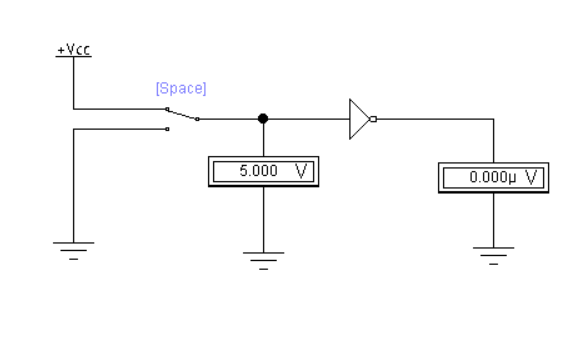 +Vcc
[Space]
5.000 V
0.000µ V